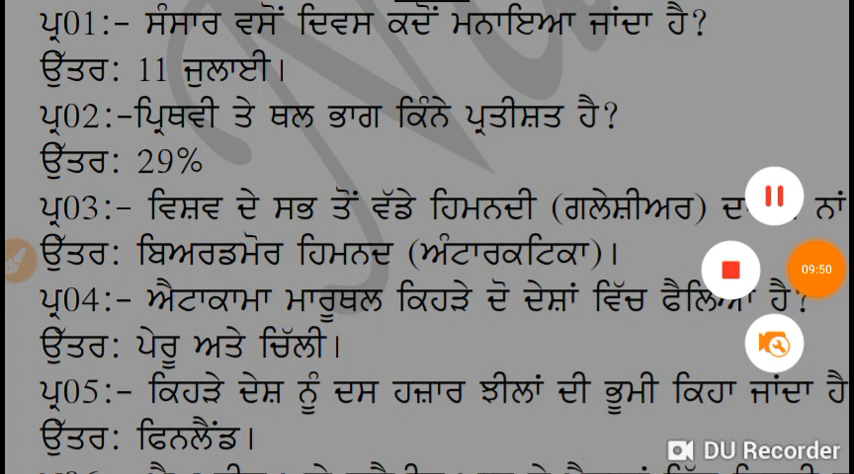 ਪ੍ਰ01:- ਸੰਸਾਰ ਵਸੋਂ ਦਿਵਸ ਕਦੋਂ ਮਨਾਇਆ ਜਾਂਦਾ ਹੈ?
ਉੱਤਰ: 11 ਜੁਲਾਈ।
ਪ੍ਰ02:-ਪ੍ਰਿਥਵੀ ਤੇ ਥਲ ਭਾਗ ਕਿੰਨੇ ਪ੍ਰਤੀਸ਼ਤ ਹੈ?
ਉੱਤਰ: 29%
ਪ੍ਰ03:- ਵਿਸ਼ਵ ਦੇ ਸਭ ਤੋਂ ਵੱਡੇ ਹਿਮਨਦੀ (ਗਲੇਸ਼ੀਅਰ) ਨਾਂ
ਉੱਤਰ: ਬਿਅਰਡਮੋਰ ਹਿਮਨਦ (ਅੰਟਾਰਕਟਿਕਾ)।
09:50
ਪ੍ਰ04:- ਐਟਾਕਾਮਾ ਮਾਰੂਥਲ ਕਿਹੜੇ ਦੋ ਦੇਸ਼ਾਂ ਵਿੱਚ ਫੈਲਿਆ ਹੈ?
ਉੱਤਰ: ਪੇਰੂ ਅਤੇ ਚਿੱਲੀ।
ਪ੍ਰ05:- ਕਿਹੜੇ ਦੇਸ਼ ਨੂੰ ਦਸ ਹਜ਼ਾਰ ਝੀਲਾਂ ਦੀ ਭੂਮੀ ਕਿਹਾ ਜਾਂਦਾ ਹੈ
ਉੱਤਰ: ਫਿਨਲੈਂਡ।
DU Recorder